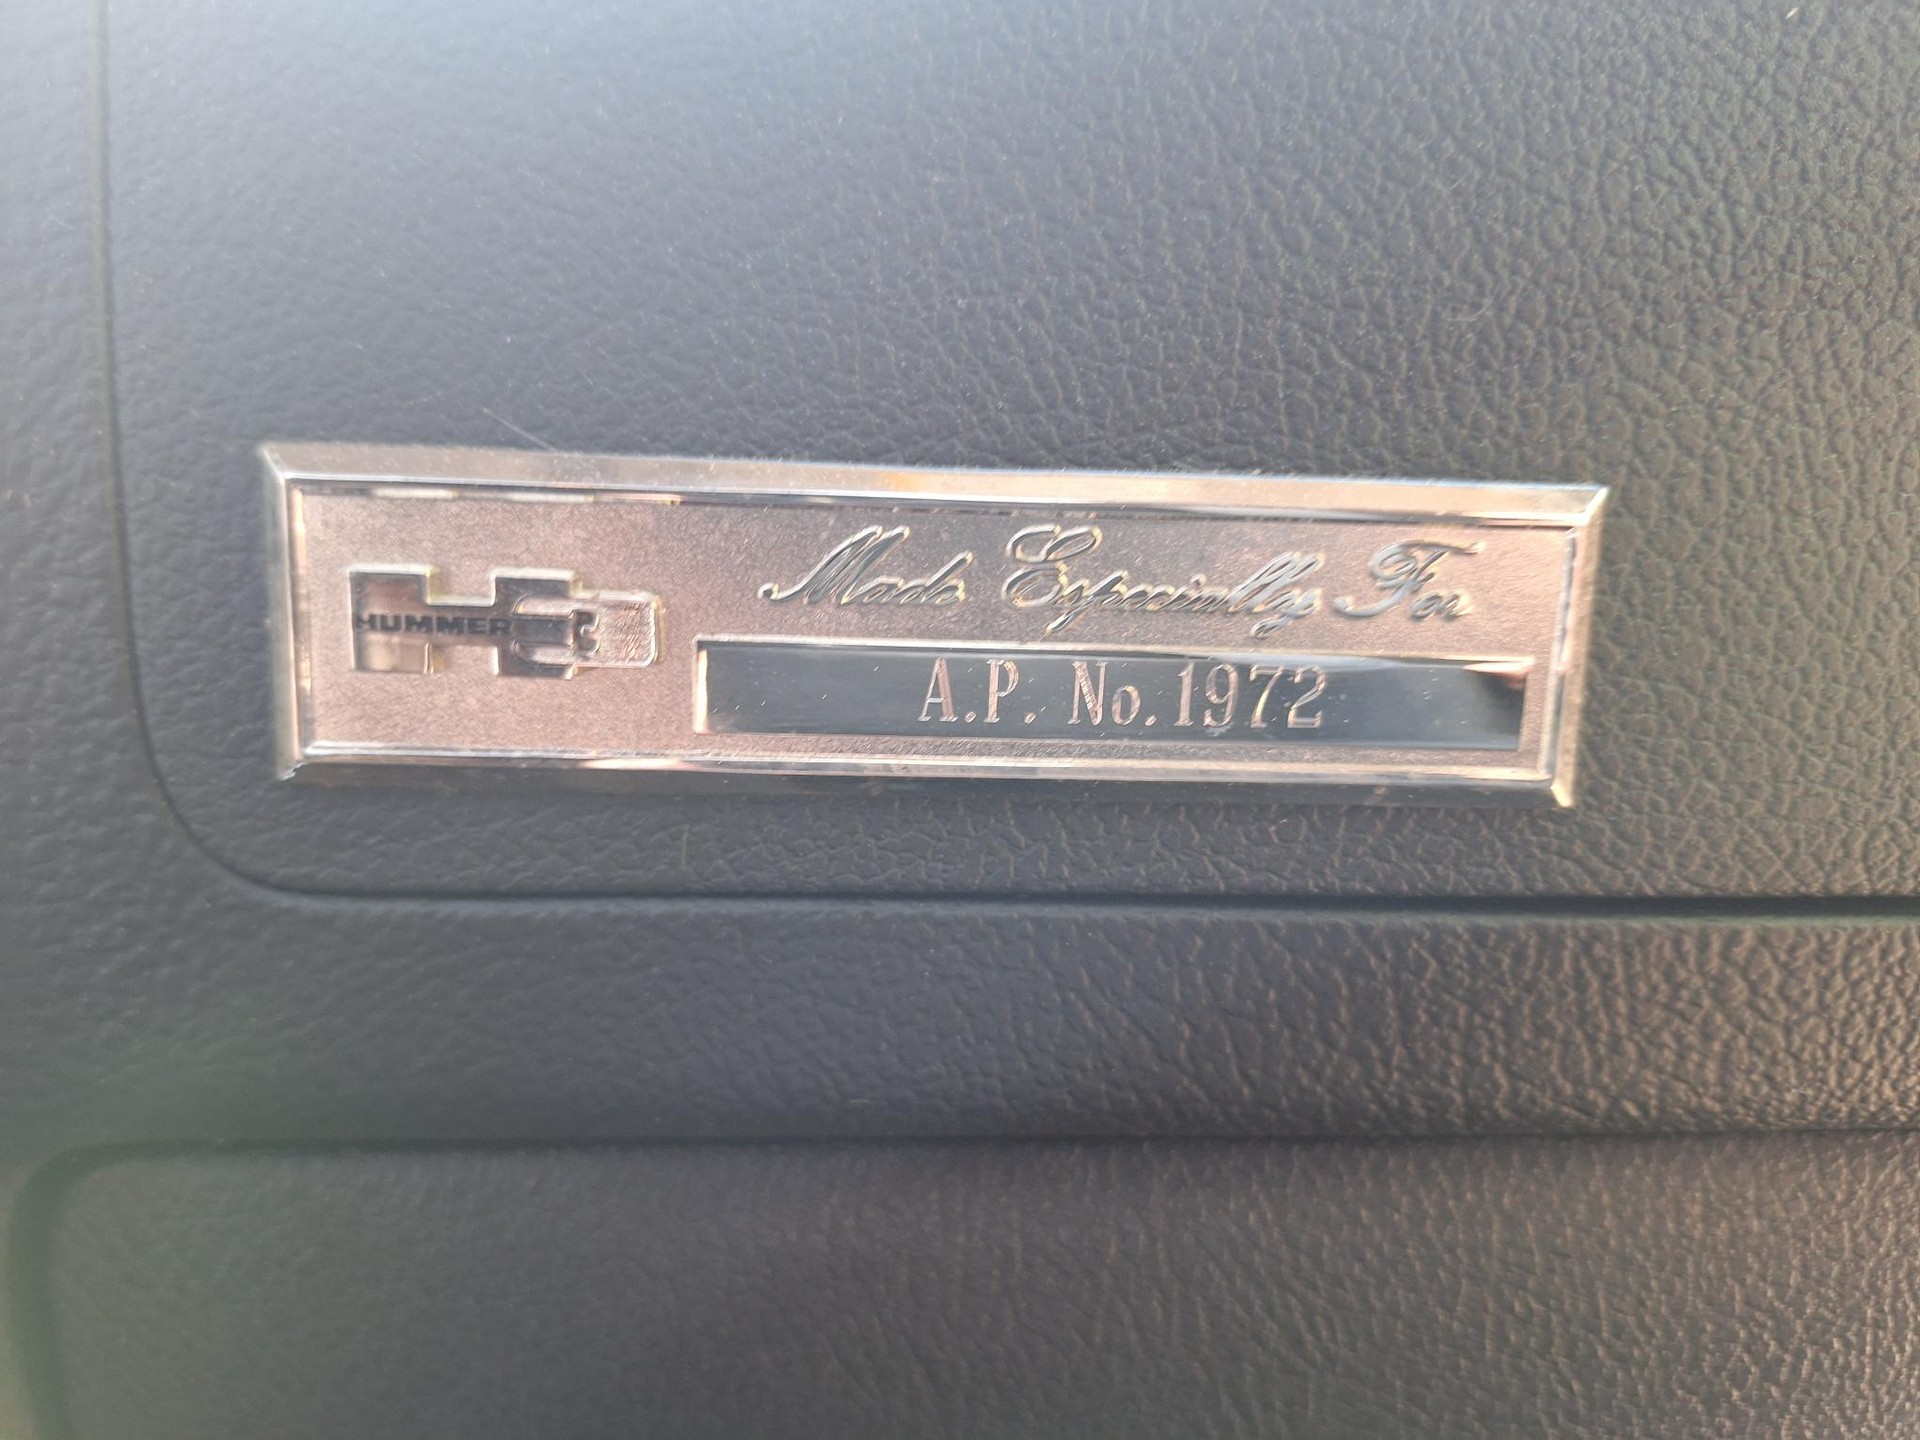 HUMMER
H3
Made Especially For
A.P. No.1972